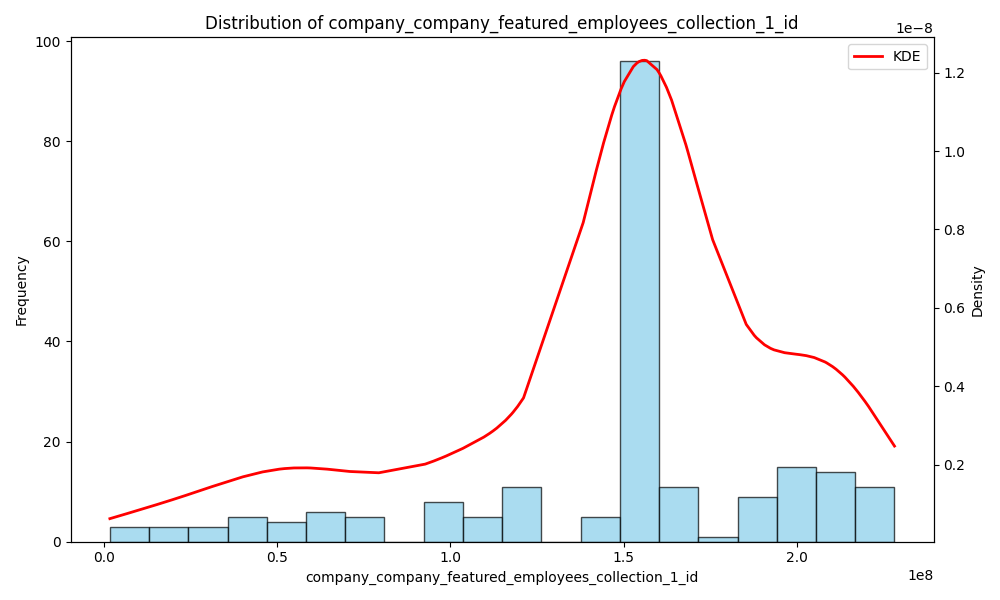 Distribution of company_company_featured_employees_collection_1_id
1e−8
KDE
100
80
60
40
20
0
Frequency
1.2
1.0
0.8
0.6
0.4
0.2
Density
0.0 0.5 1.0 1.5 2.0
1e8
company_company_featured_employees_collection_1_id